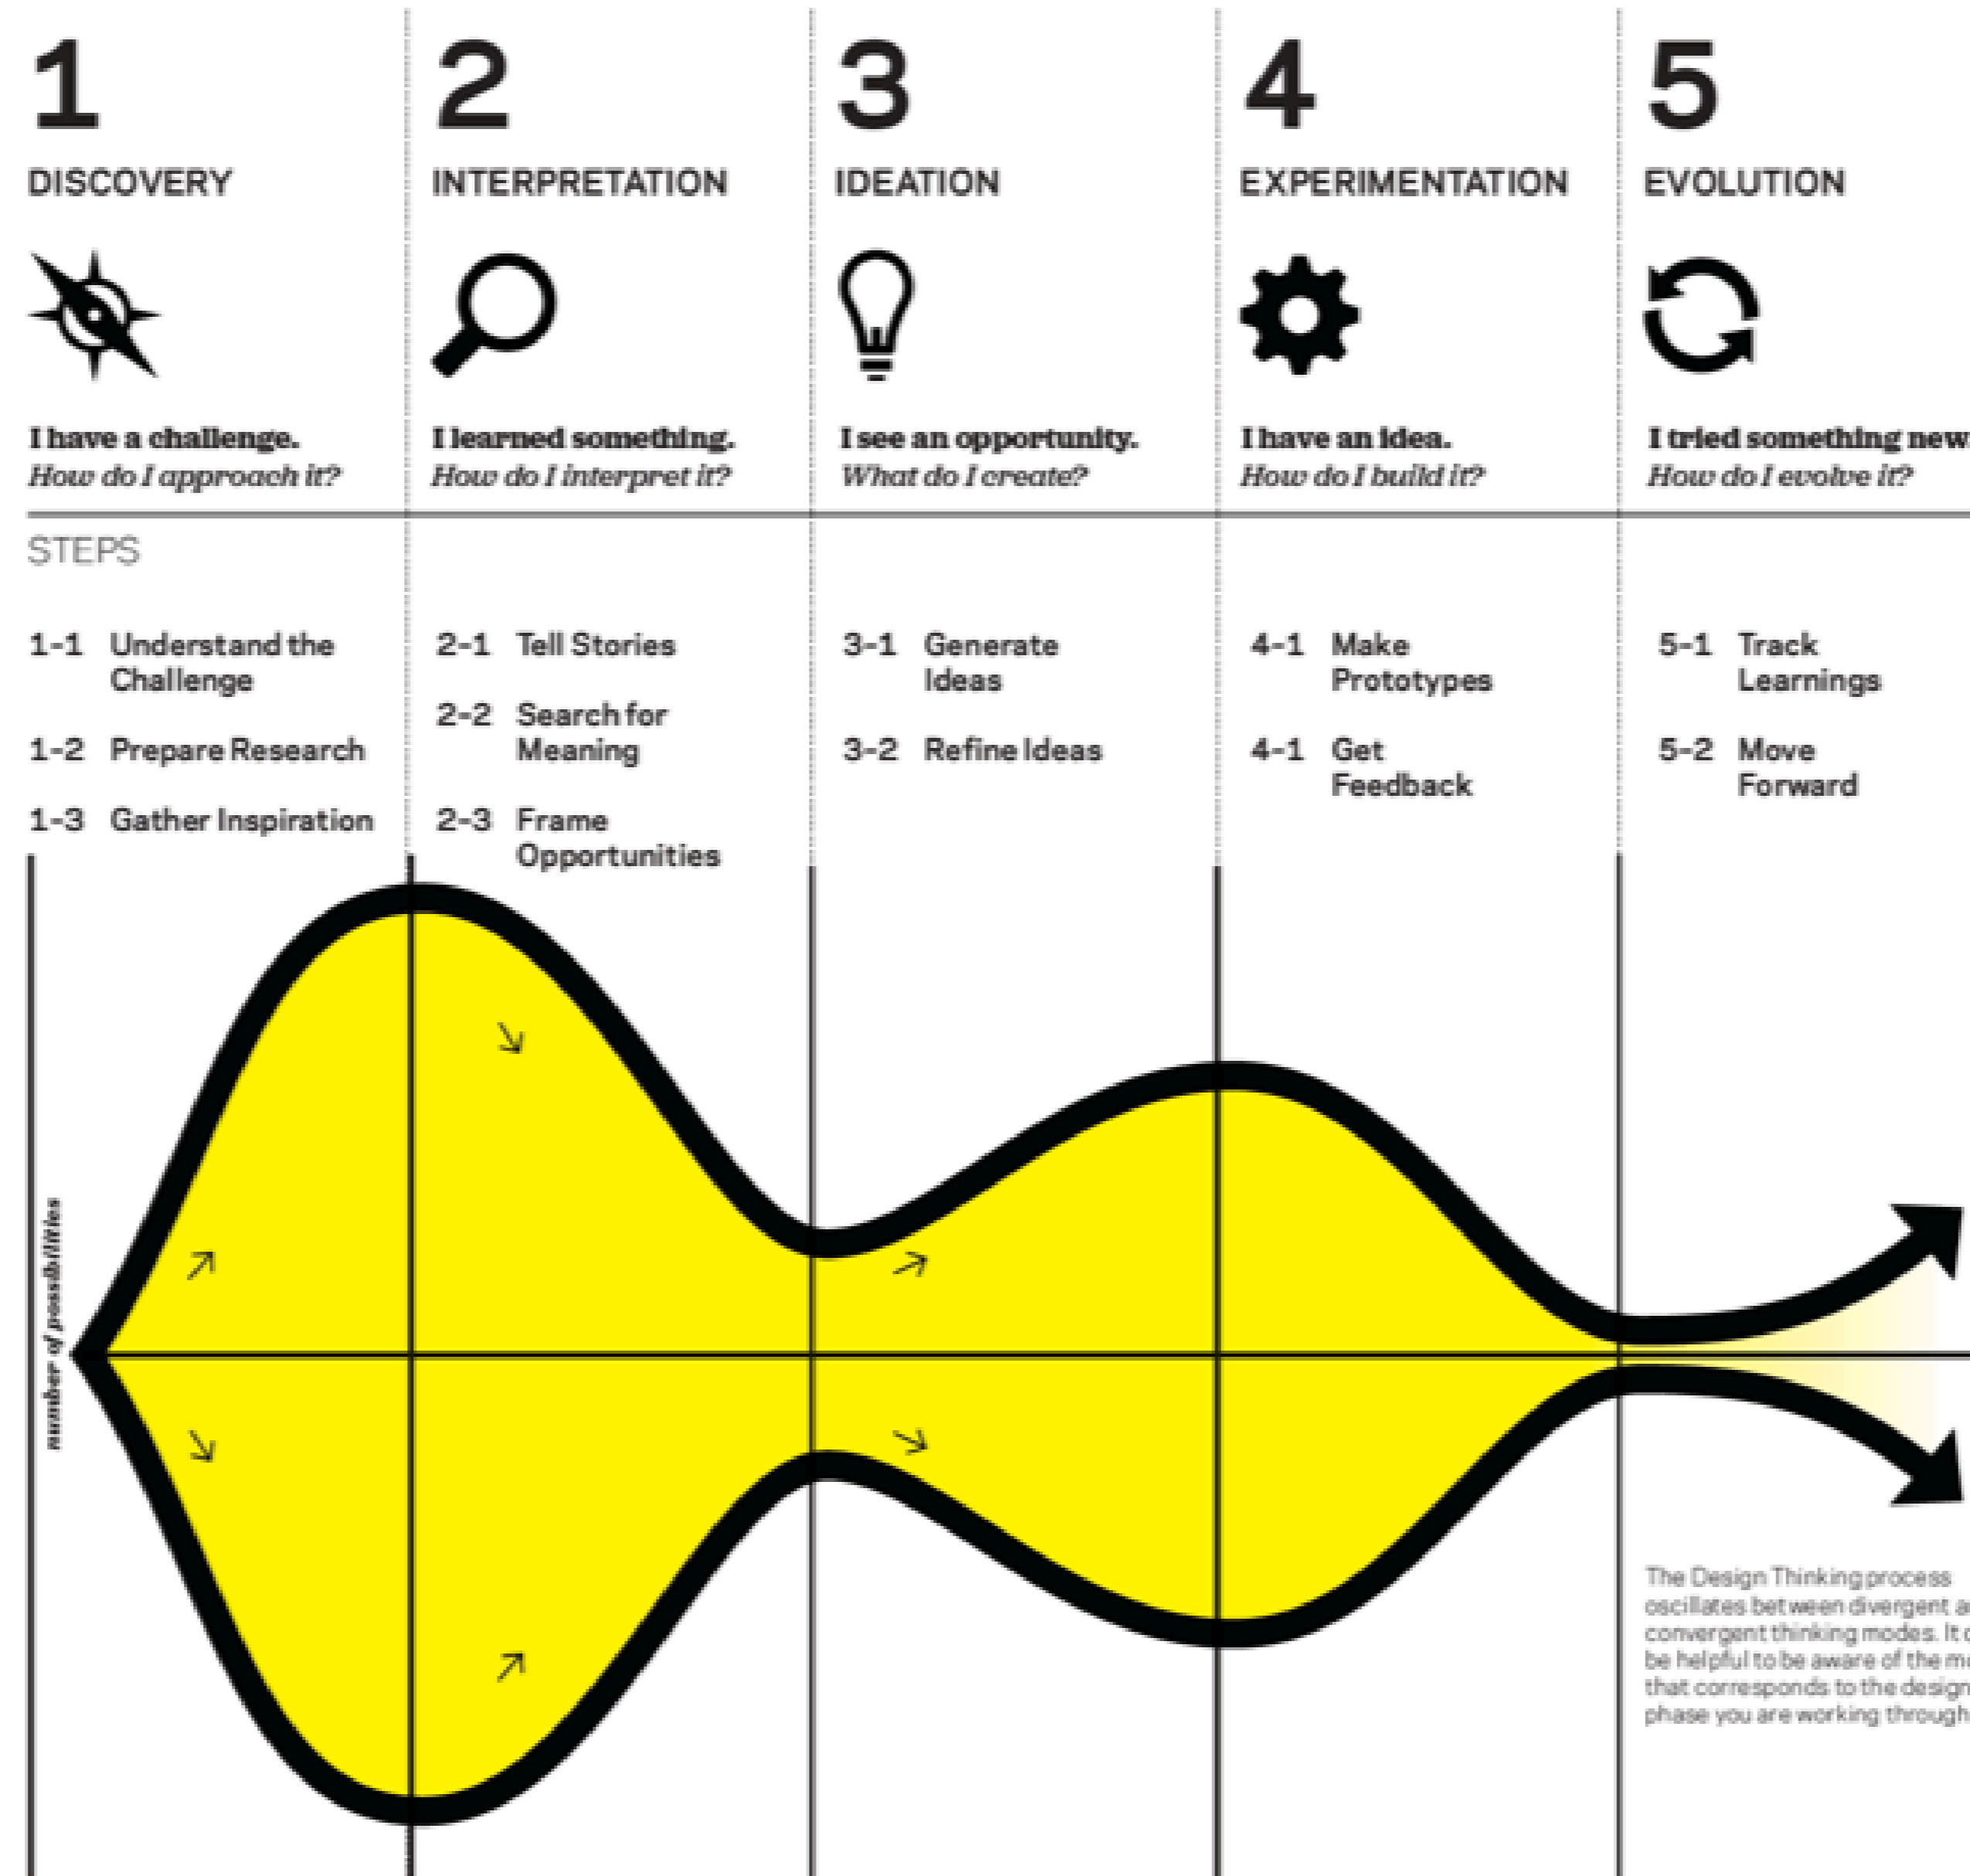 1
DISCOVERY
I have a challenge.
How do I approach it?
2
INTERPRETATION
I learned something.
How do I interpret it?
3
IDEATION
I see an opportunity.
What do I create?
4
EXPERIMENTATION
I have an idea.
How do I build it?
5
EVOLUTION
I tried something new
How do I evolve it?
STEPS
1-1 Understand the
Challenge
1-2 Prepare Research
1-3 Gather Inspiration
2-1 Tell Stories
2-2 Search for
Meaning
2-3 Frame
Opportunities
3-1 Generate
Ideas
3-2 Refine Ideas
4-1 Make
Prototypes
4-1 Get
Feedback
5-1 Track
Learnings
5-2 Move
Forward
number of possibilities
The Design Thinking process
oscillates between divergent
convergent thinking modes. It
be helpful to be aware of the
that corresponds to the design
phase you are working through